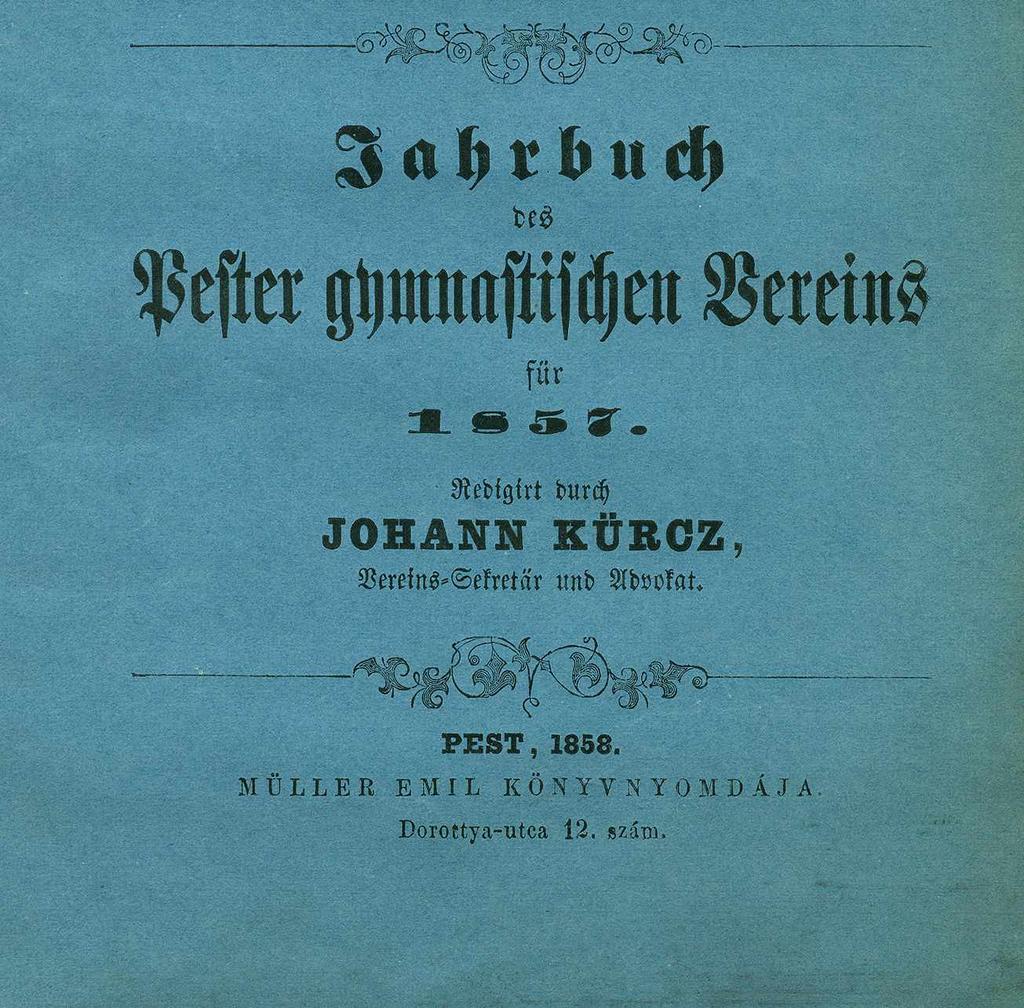 Jahrbuch
des
Pester gymnastischen Vereins
für
1857.
Redigirt durch
JOHANN KÜRCZ,
Vereins-Sekretär und Advokat.
PEST, 1858.
MÜLLER EMIL KÖNYVNYOMDÁJA.
Dorottya-utca 12. szám.